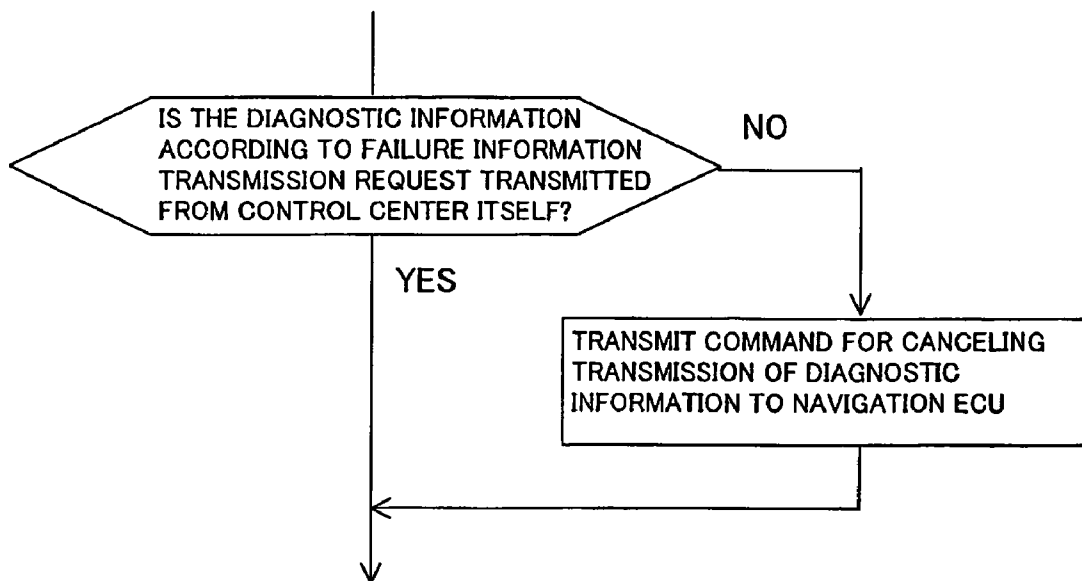 IS THE DIAGNOSTIC INFORMATION
ACCORDING TO FAILURE INFORMATION
TRANSMISSION REQUEST TRANSMITTED
FROM CONTROL CENTER ITSELF?
NO
YES
TRANSMIT COMMAND FOR CANCELING
TRANSMISSION OF DIAGNOSTIC
INFORMATION TO NAVIGATION ECU